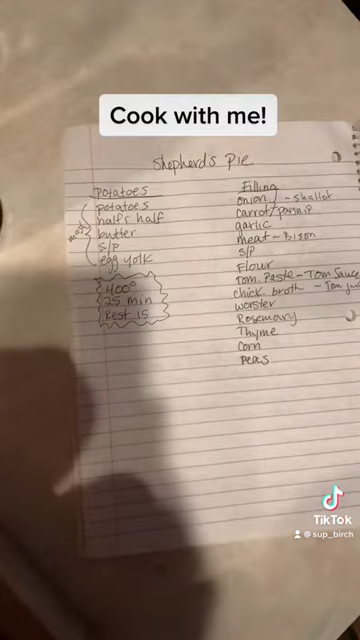 Cook with me!
Shepherd's Pie
potatoes
potatoes
half & half
butter
S/P
egg yolk
400°
25 min
Rest 15
Filling
onion - shallot
carrot/parsnip
garlic
meat - Bison
S/P
Flour
Tom Paste - Tom Sauce
chick broth - Tom
worster
Rosemary
Thyme
Corn
peas
TikTok
@sup_birch